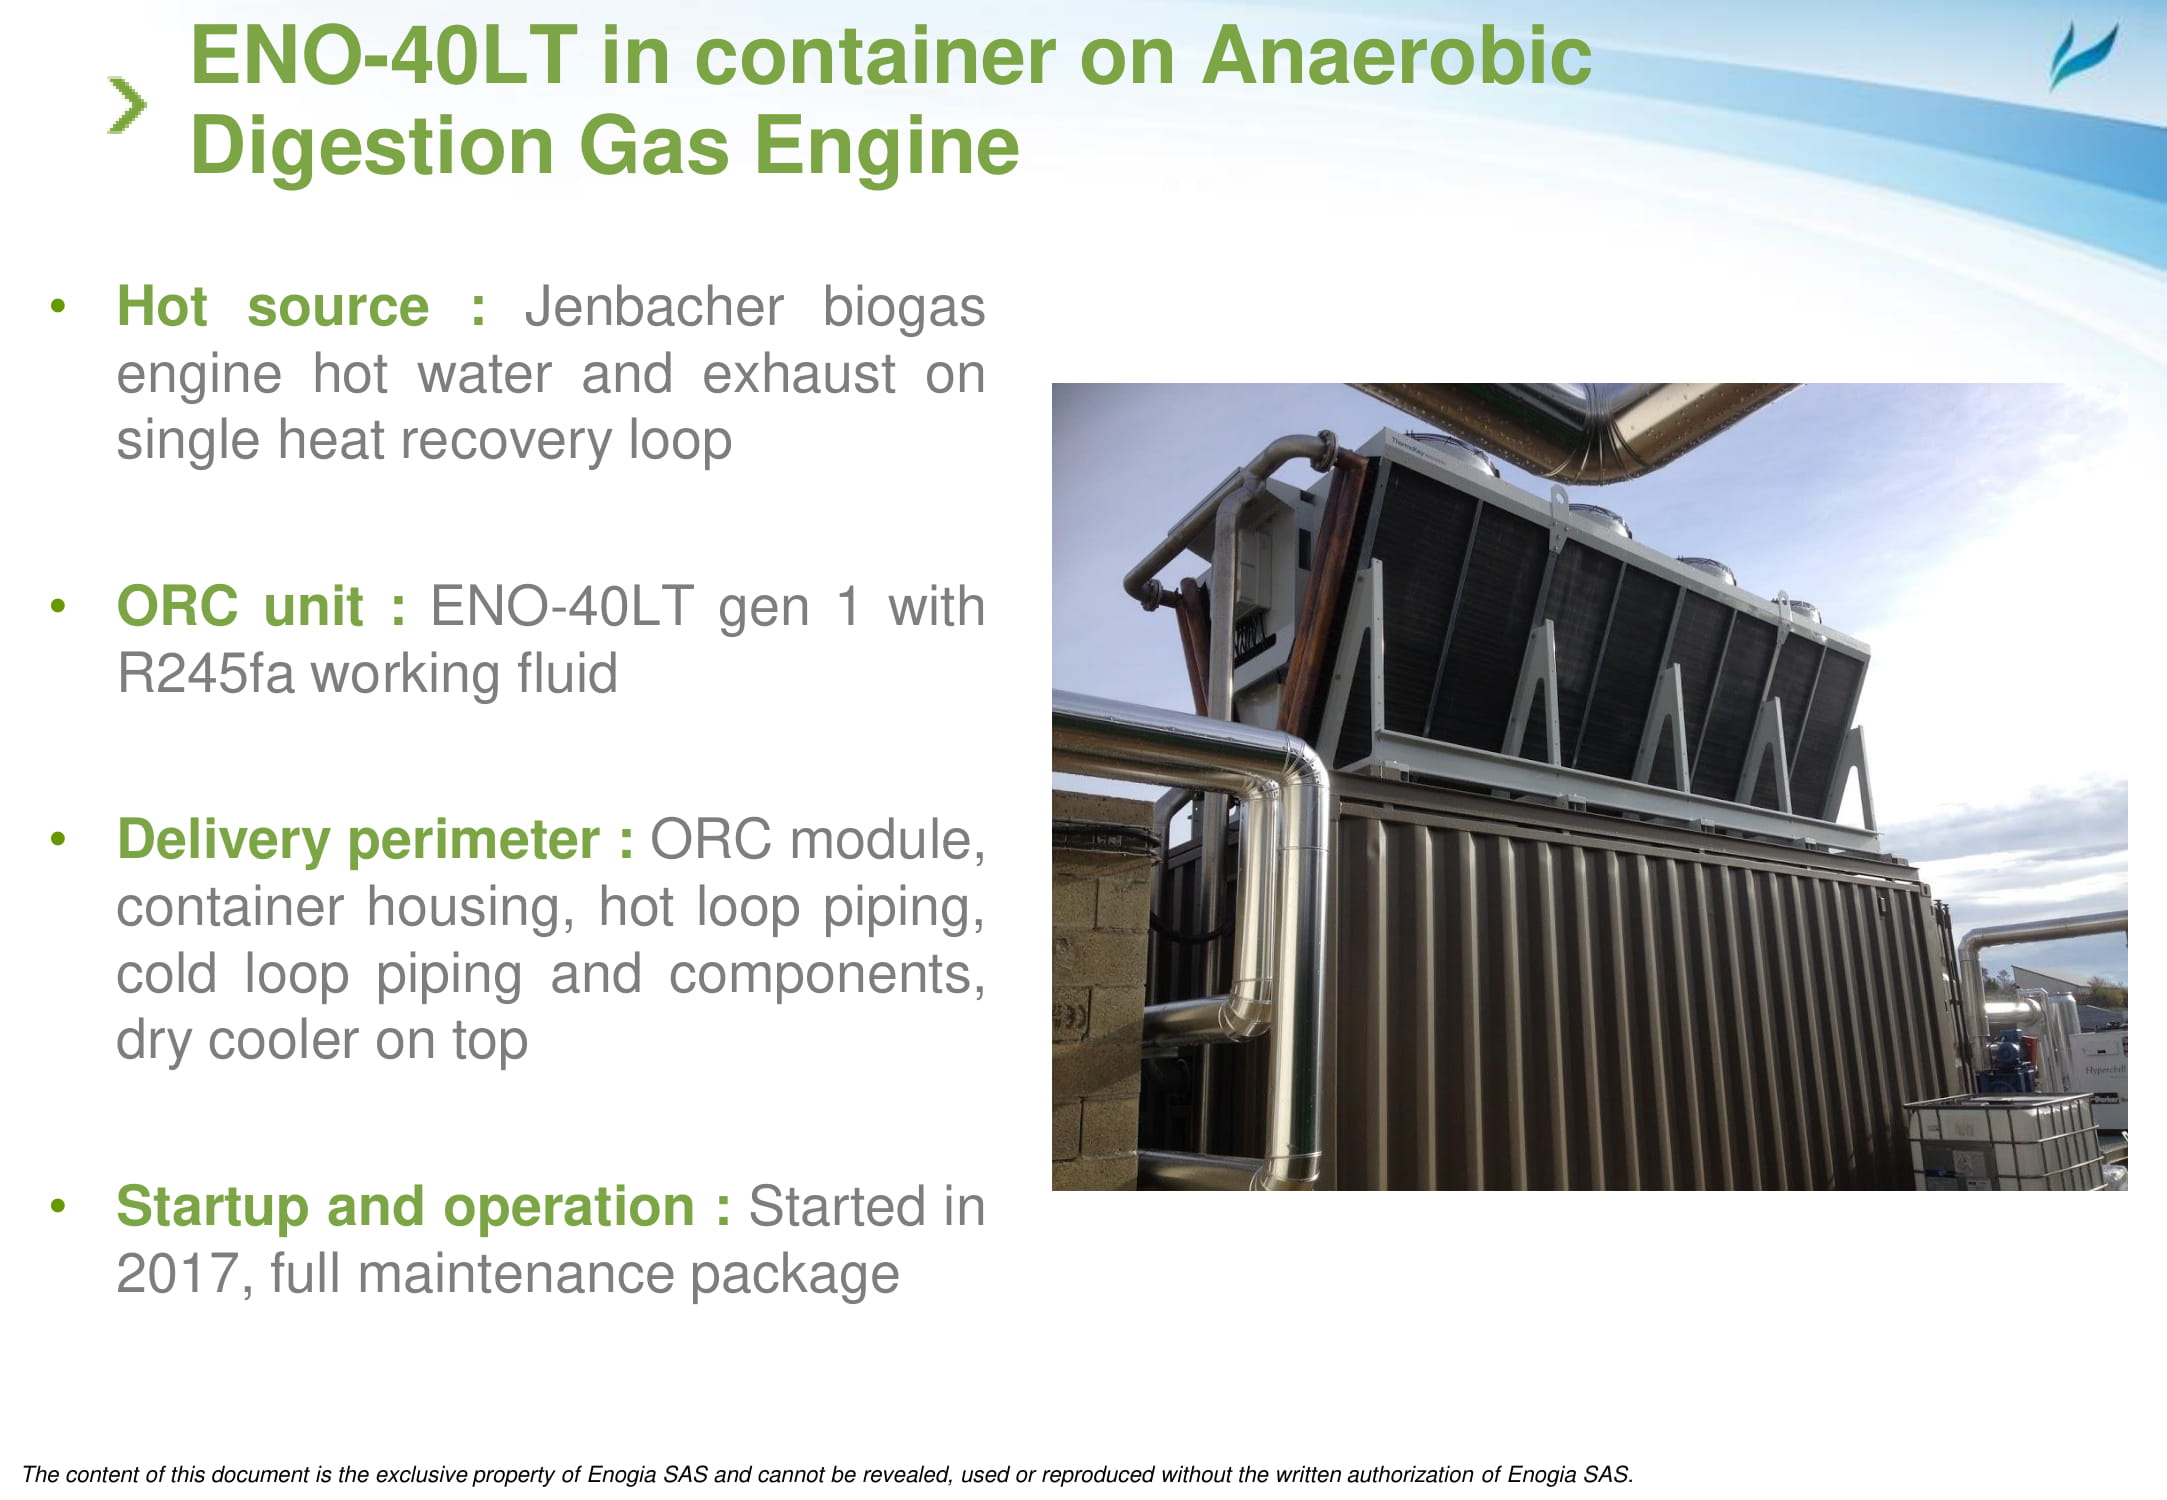 ENO-40LT in container on Anaerobic
Digestion Gas Engine
• Hot source : Jenbacher biogas
engine hot water and exhaust on
single heat recovery loop
• ORC unit : ENO-40LT gen 1 with
R245fa working fluid
• Delivery perimeter : ORC module,
container housing, hot loop piping,
cold loop piping and components,
dry cooler on top
• Startup and operation : Started in
2017, full maintenance package
ThermoKey
Hyperchill
Parker
The content of this document is the exclusive property of Enogia SAS and cannot be revealed, used or reproduced without the written authorization of Enogia SAS.